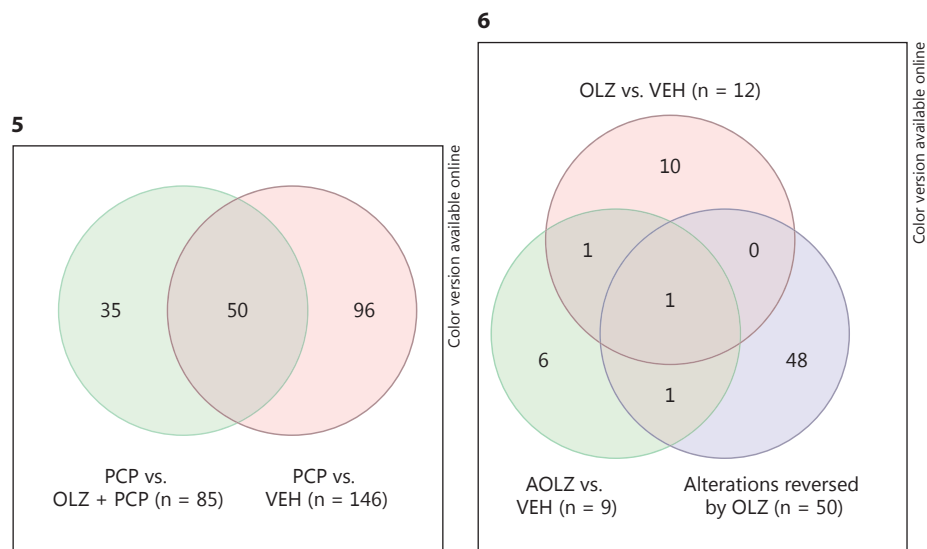 5
35
50
96
PCP vs.
OLZ + PCP (n = 85)
PCP vs.
VEH (n = 146)
Color version available online
6
OLZ vs. VEH (n = 12)
10
1
0
1
6
48
1
AOLZ vs.
VEH (n = 9)
Alterations reversed
by OLZ (n = 50)
Color version available online